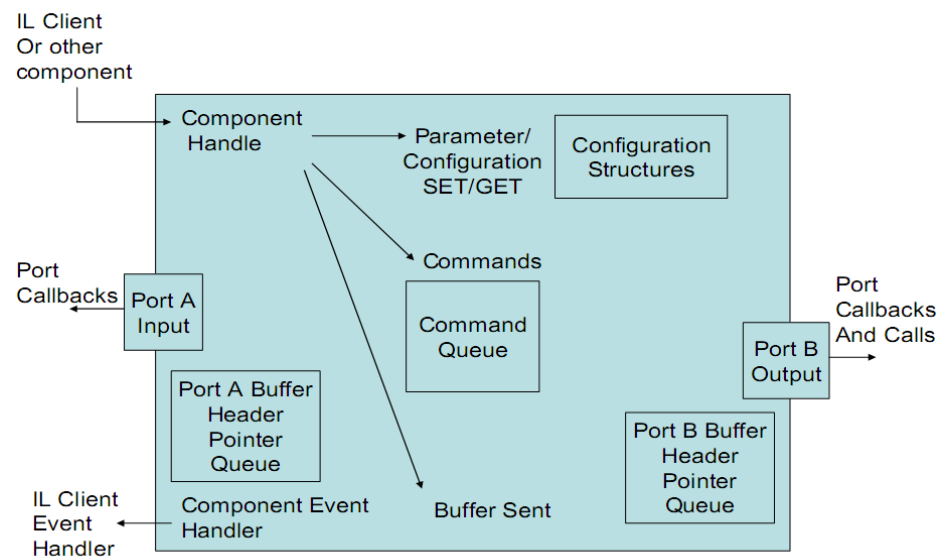 IL Client
Or other
component
Component
Handle
Parameter/
Configuration
SET/GET
Configuration
Structures
Commands
Command
Queue
Port
Callbacks
Port A
Input
Port
Callbacks
And Calls
Port B
Output
Port A Buffer
Header
Pointer
Queue
Port B Buffer
Header
Pointer
Queue
IL Client
Event
Handler
Component Event
Handler
Buffer Sent